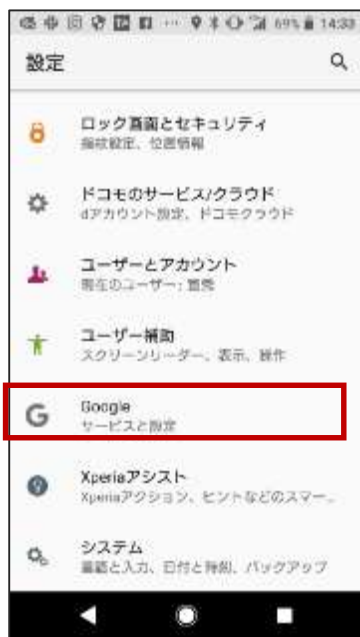 69% 14:33
設定
ロック画面とセキュリティ
指紋設定、位置情報
ドコモのサービス/クラウド
dアカウント設定、ドコモクラウド
ユーザーとアカウント
現在のユーザー:
ユーザー補助
スクリーンリーダー、表示、操作
Google
サービスと設定
Xperiaアシスト
Xperiaアクション、ヒントなどのスマー...
システム
言語と入力、日付と時刻、バックアップ